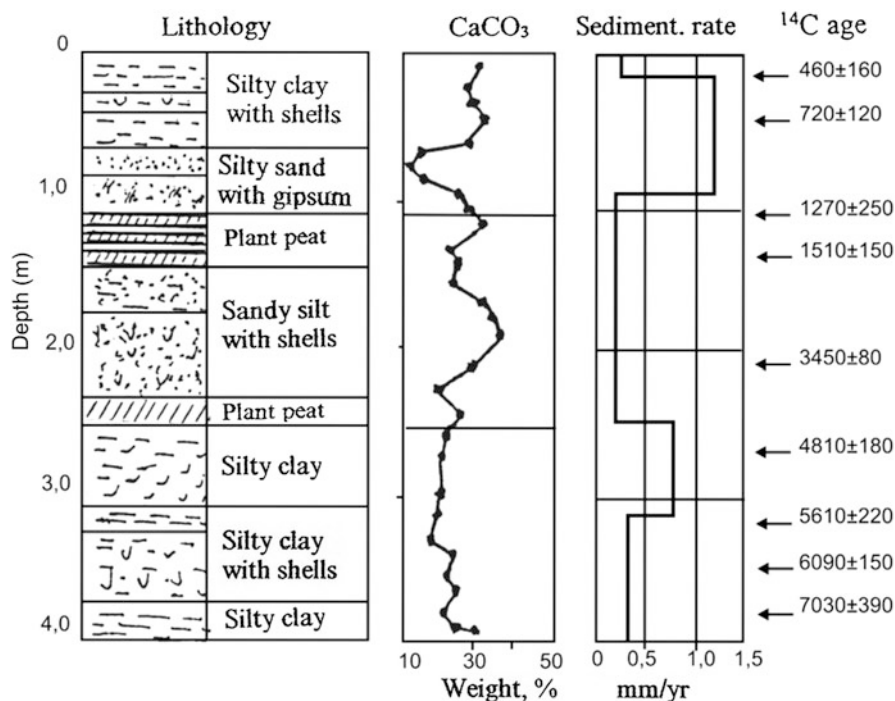 Lithology
CaCO₃
Sediment. rate
¹⁴C age
Depth (m)
0
1,0
2,0
3,0
4,0
Silty clay
with shells
Silty sand
with gipsum
Plant peat
Sandy silt
with shells
Plant peat
Silty clay
Silty clay
with shells
Silty clay
460±160
720±120
1270±250
1510±150
3450±80
4810±180
5610±220
6090±150
7030±390
10 30 50
Weight, %
0 0,5 1,0 1,5
mm/yr